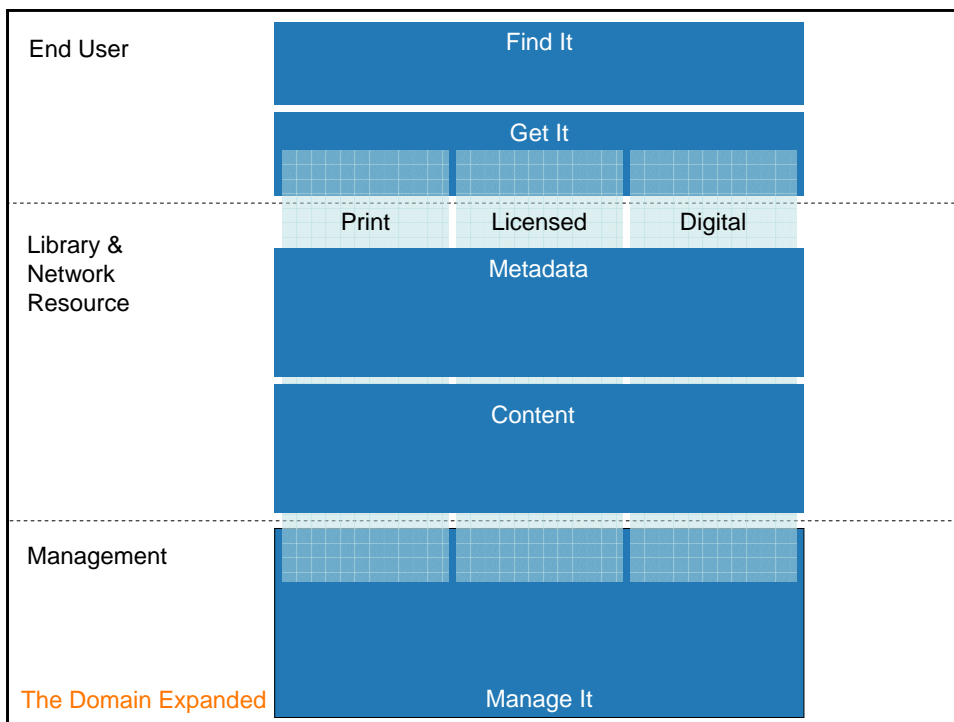 End User
Find It
Get It
Print
Licensed
Digital
Library &
Network
Resource
Metadata
Content
Management
The Domain Expanded
Manage It